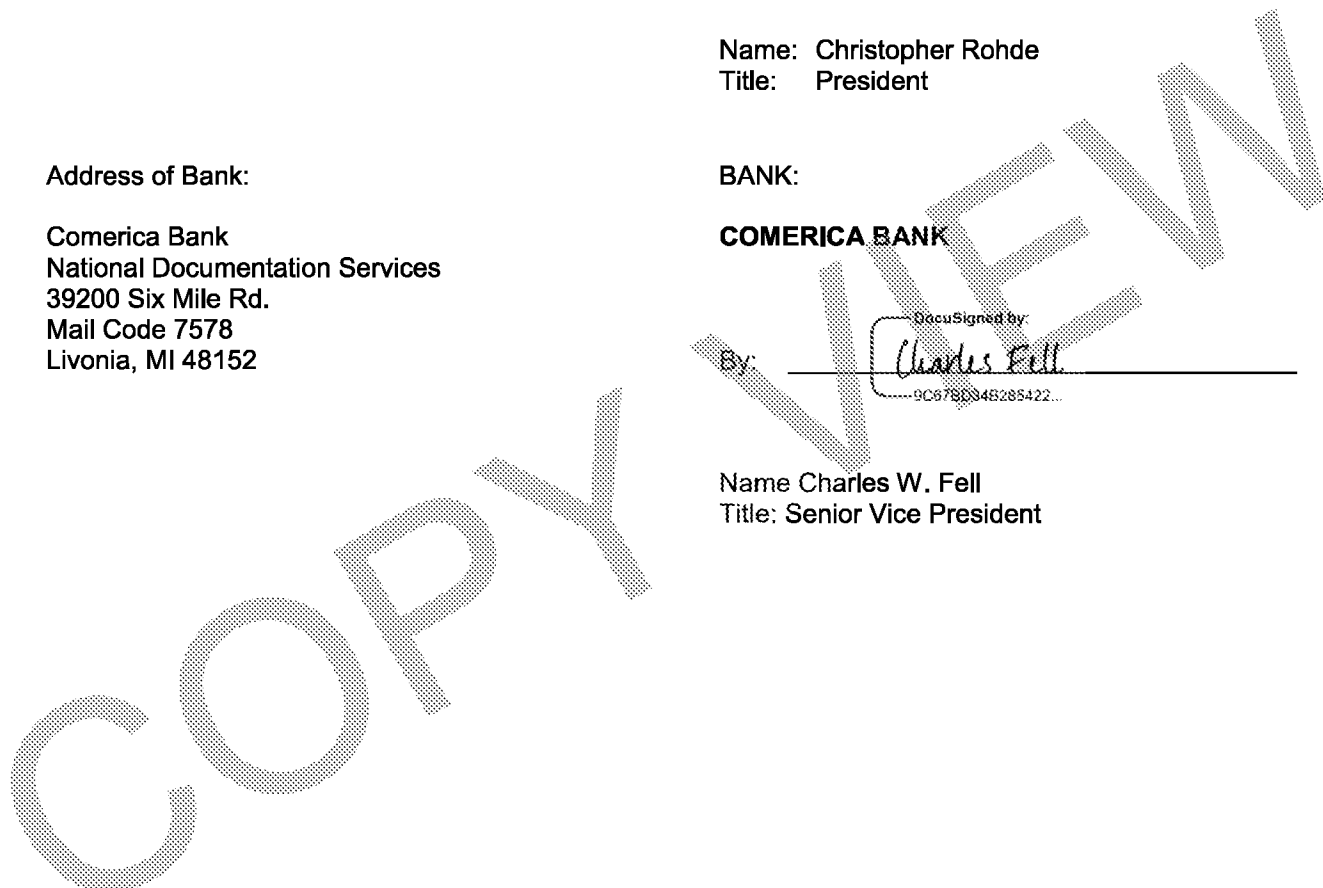 Name: Christopher Rohde
Title: President
Address of Bank:
Comerica Bank
National Documentation Services
39200 Six Mile Rd.
Mail Code 7578
Livonia, MI 48152
BANK:
COMERICA BANK
DocuSigned by:
By: Charles Fell
9C67BD34B285422...
Name Charles W. Fell
Title: Senior Vice President
COPY VIEW